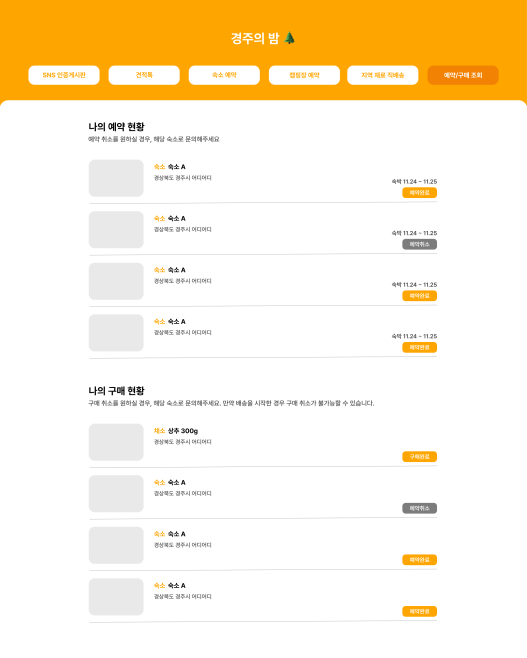 경주의 밤 🌲
SNS 인증게시판
견적톡
숙소 예약
캠핑장 예약
지역 재료 직배송
예약/구매 조회
나의 예약 현황
예약 취소를 원하실 경우, 해당 숙소로 문의해주세요
숙소 숙소 A
경상북도 경주시 어디어디
숙박 11.24 ~ 11.25
예약완료
숙소 숙소 A
경상북도 경주시 어디어디
숙박 11.24 ~ 11.25
예약취소
숙소 숙소 A
경상북도 경주시 어디어디
숙박 11.24 ~ 11.25
예약완료
숙소 숙소 A
경상북도 경주시 어디어디
숙박 11.24 ~ 11.25
예약완료
나의 구매 현황
구매 취소를 원하실 경우, 해당 숙소로 문의해주세요. 만약 배송을 시작한 경우 구매 취소가 불가능할 수 있습니다.
채소 상추 300g
경상북도 경주시 어디어디
구매완료
숙소 숙소 A
경상북도 경주시 어디어디
예약취소
숙소 숙소 A
경상북도 경주시 어디어디
예약완료
숙소 숙소 A
경상북도 경주시 어디어디
예약완료